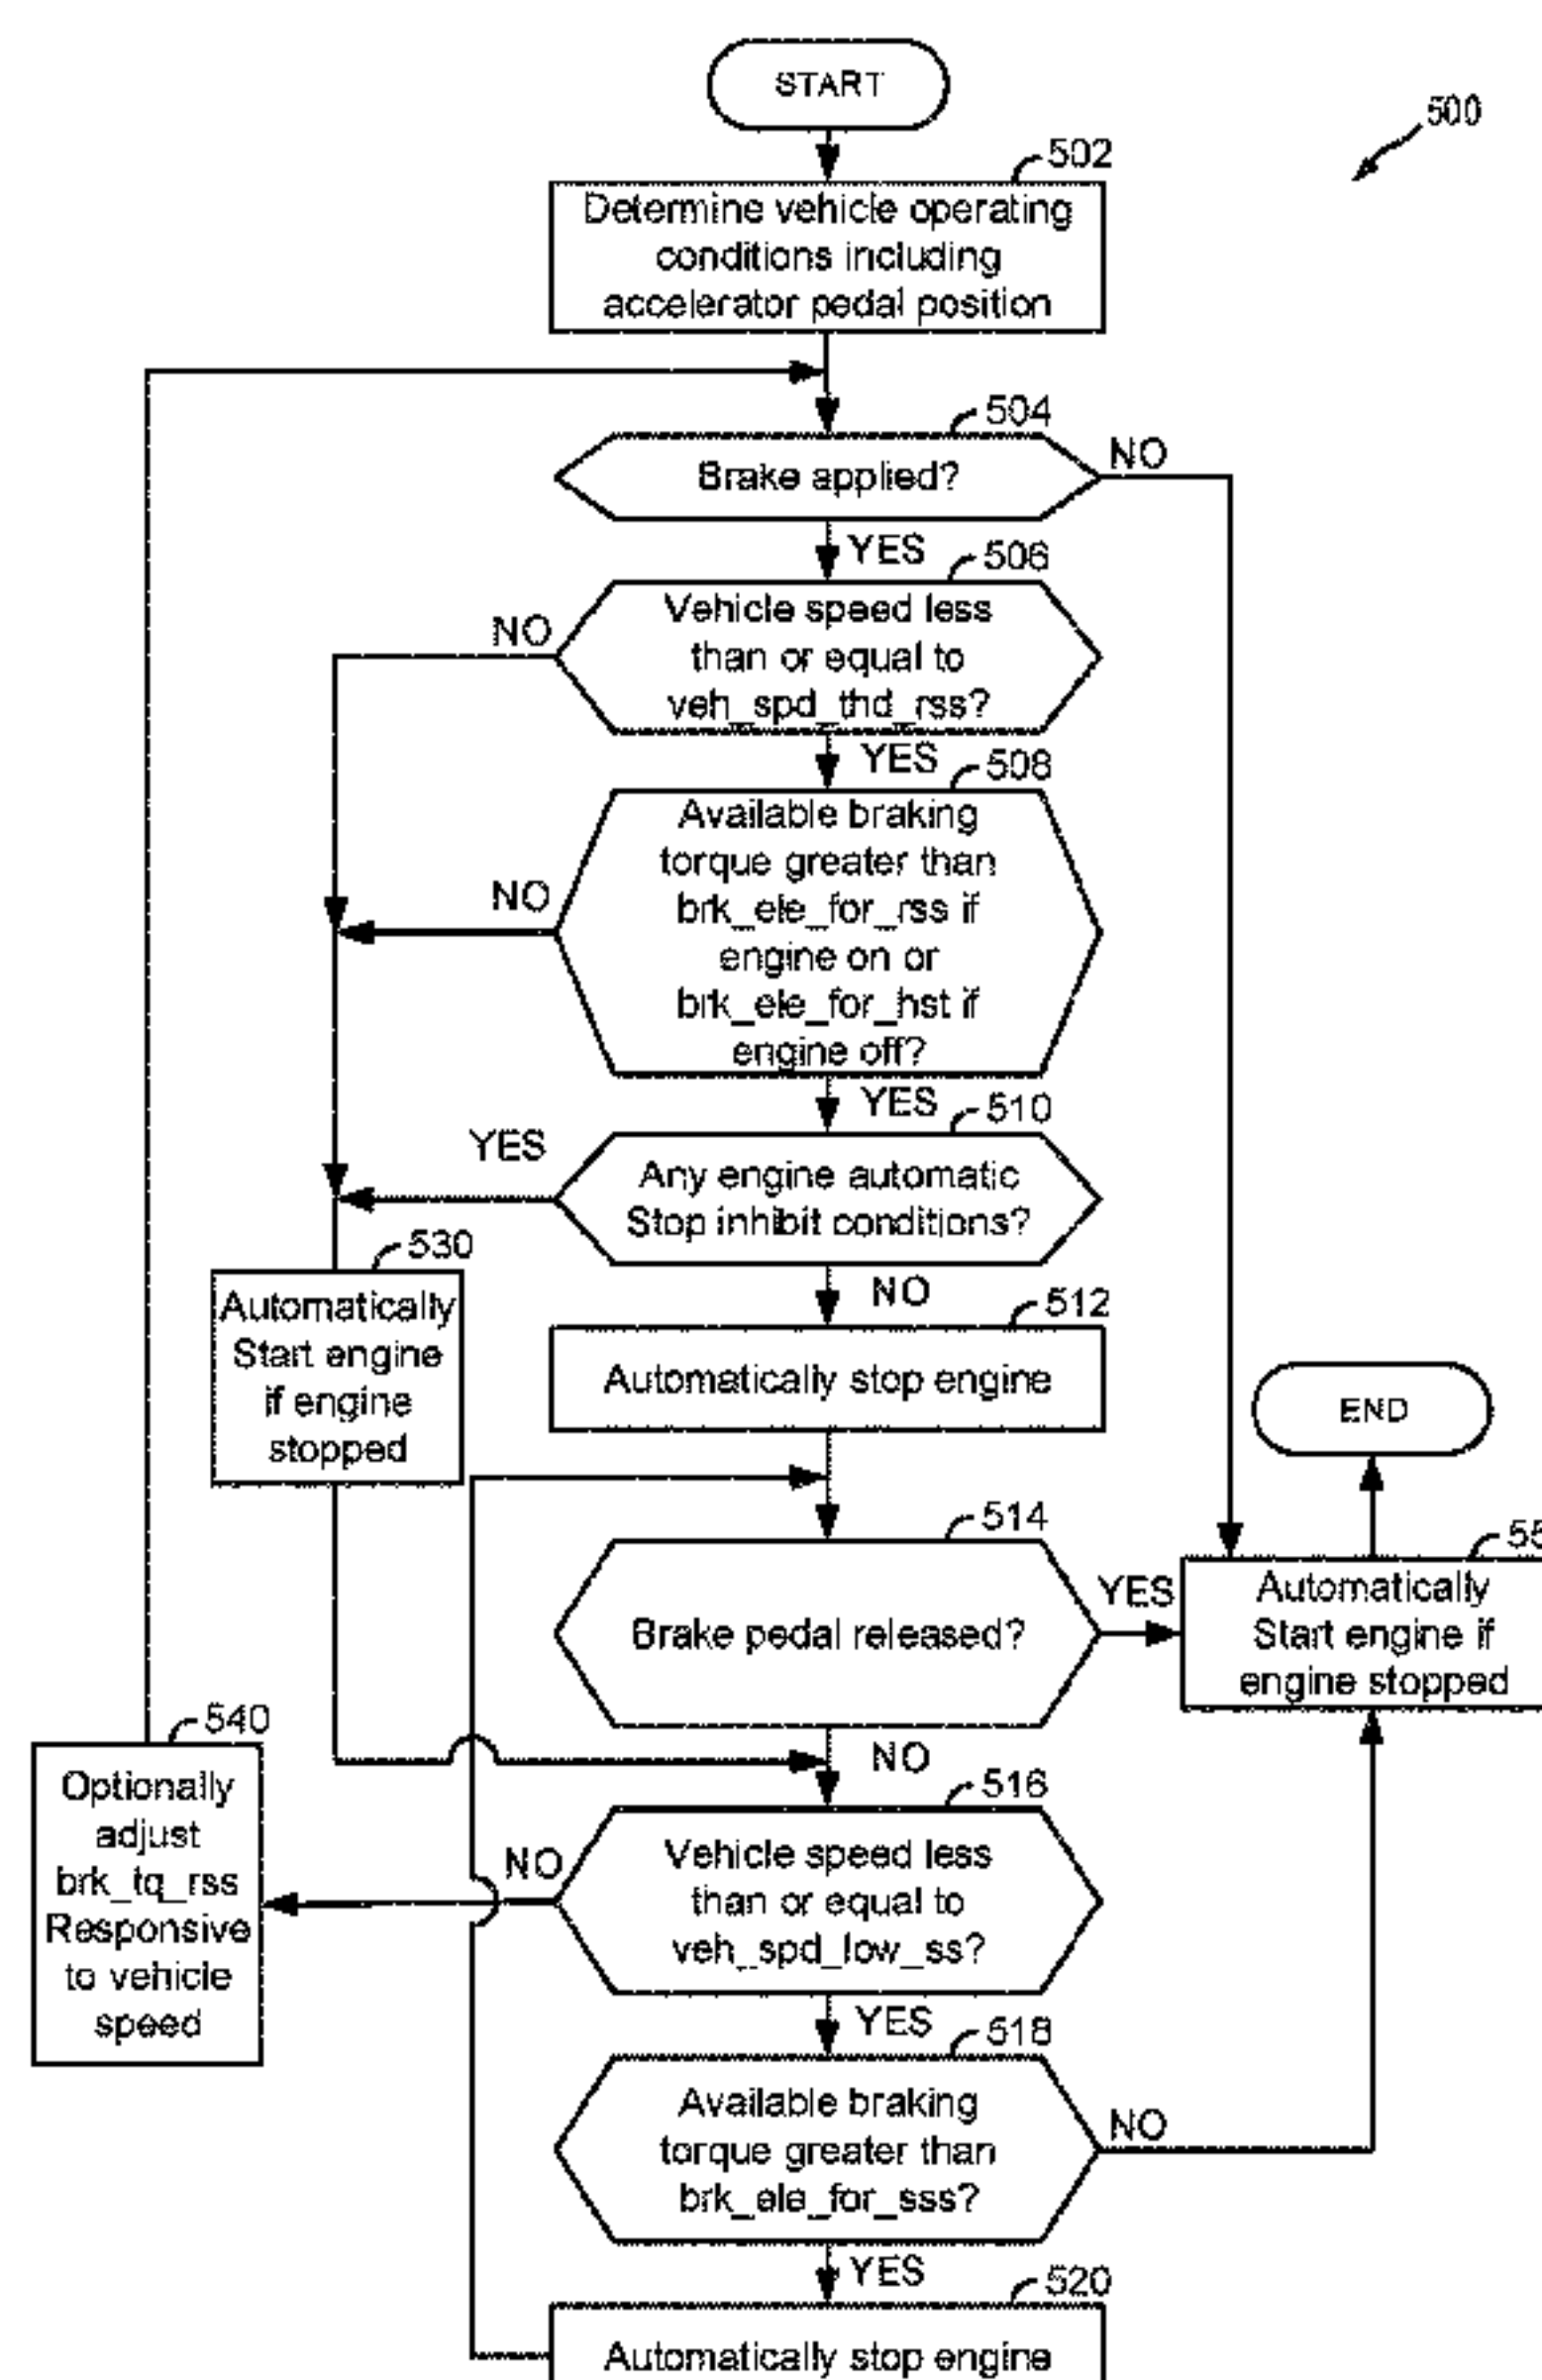 START
500
502
Determine vehicle operating
conditions including
accelerator pedal position
504
Brake applied?
NO
YES
506
Vehicle speed less
than or equal to
veh_spd_thd_rss?
NO
YES
508
Available braking
torque greater than
brk_ele_for_rss if
engine on or
brk_ele_for_hst if
engine off?
NO
YES
510
Any engine automatic
Stop inhibit conditions?
YES
NO
530
Automatically
Start engine
if engine
stopped
512
Automatically stop engine
END
514
Brake pedal released?
YES
55
Automatically
Start engine if
engine stopped
NO
540
Optionally
adjust
brk_tq_rss
Responsive
to vehicle
speed
516
Vehicle speed less
than or equal to
veh_spd_low_ss?
NO
YES
518
Available braking
torque greater than
brk_ele_for_sss?
NO
YES
520
Automatically stop engine